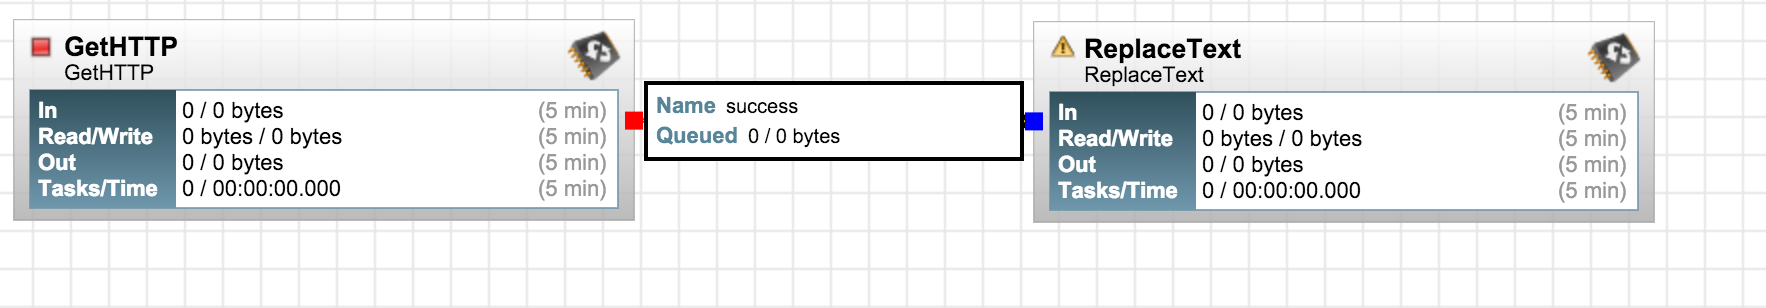 GetHTTP
GetHTTP
In 0 / 0 bytes (5 min)
Read/Write 0 bytes / 0 bytes (5 min)
Out 0 / 0 bytes (5 min)
Tasks/Time 0 / 00:00:00.000 (5 min)
Name success
Queued 0 / 0 bytes
ReplaceText
ReplaceText
In 0 / 0 bytes (5 min)
Read/Write 0 bytes / 0 bytes (5 min)
Out 0 / 0 bytes (5 min)
Tasks/Time 0 / 00:00:00.000 (5 min)